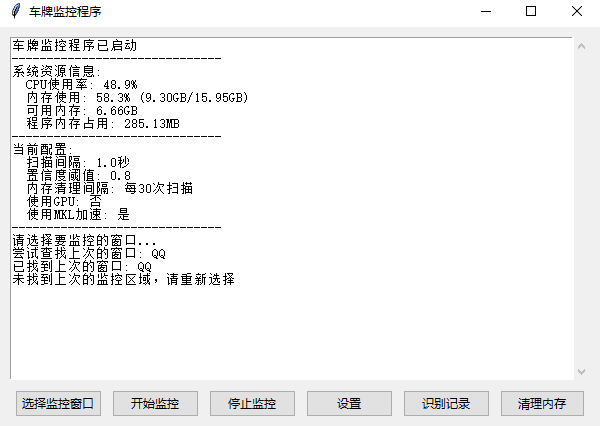 车牌监控程序
车牌监控程序已启动
------------------------------
系统资源信息:
CPU使用率: 48.9%
内存使用: 58.3% (9.30GB/15.95GB)
可用内存: 6.66GB
程序内存占用: 285.13MB
------------------------------
当前配置:
扫描间隔: 1.0秒
置信度阈值: 0.8
内存清理间隔: 每30次扫描
使用GPU: 否
使用MKL加速: 是
------------------------------
请选择要监控的窗口...
尝试查找上次的窗口: QQ
已找到上次的窗口: QQ
未找到上次的监控区域，请重新选择
选择监控窗口 开始监控 停止监控 设置 识别记录 清理内存